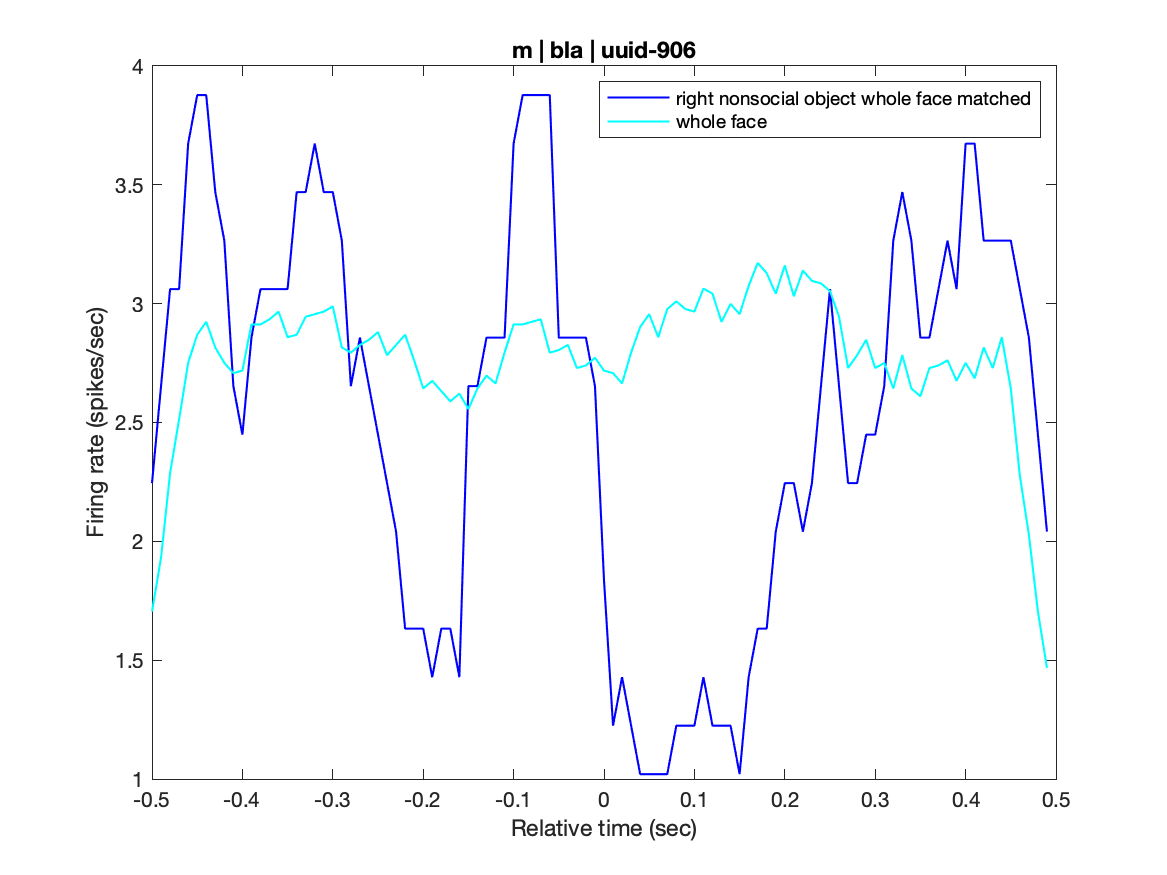 m | bla | uuid-906
right nonsocial object whole face matched
whole face
Firing rate (spikes/sec)
4
3.5
3
2.5
2
1.5
1
-0.5 -0.4 -0.3 -0.2 -0.1 0 0.1 0.2 0.3 0.4 0.5
Relative time (sec)